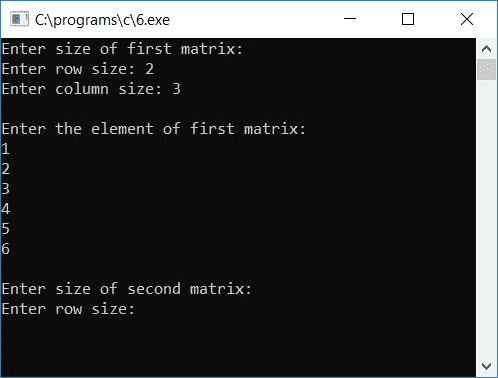 C:\programs\c\6.exe
Enter size of first matrix:
Enter row size: 2
Enter column size: 3
Enter the element of first matrix:
1
2
3
4
5
6
Enter size of second matrix:
Enter row size: